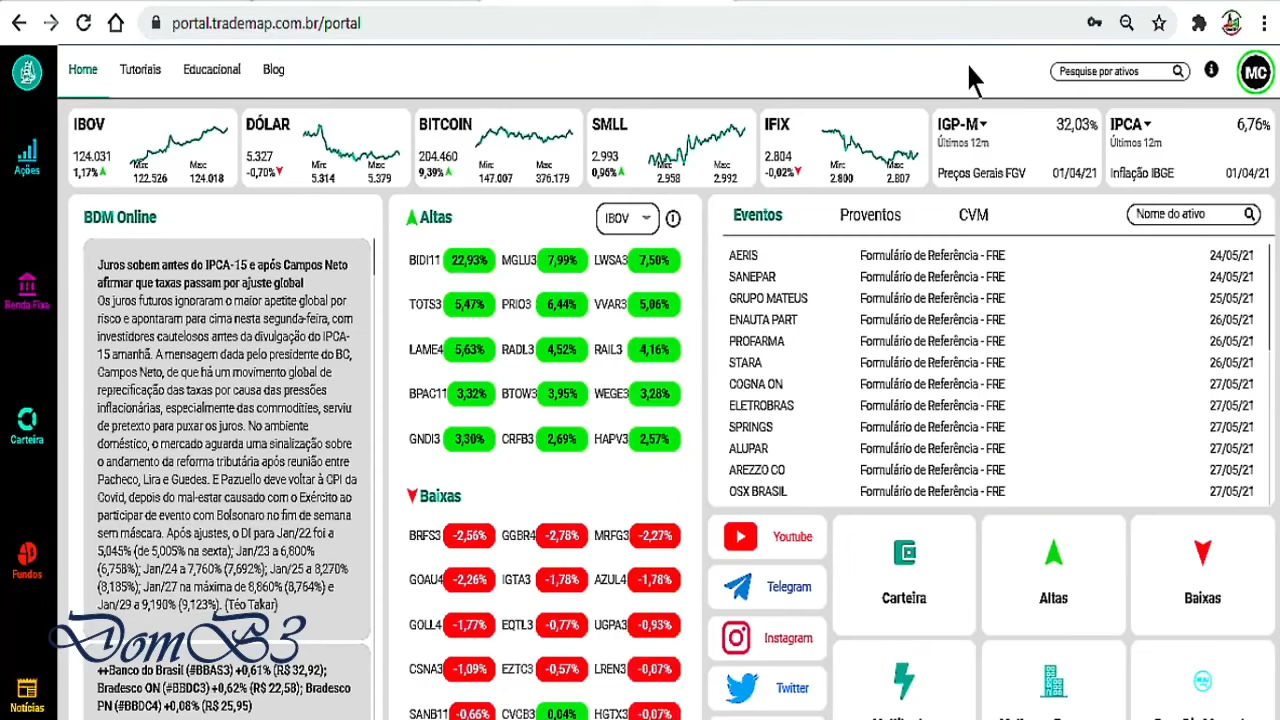 portal.trademap.com.br/portal
Home Tutoriais Educacional Blog
Pesquise por ativos
MC
Ações
Renda Fixa
Carteira
Fundos
Notícias
IBOV
124.031
1,17%
Mín: Max:
122.526 124.018
DÓLAR
5.327
-0,70%
Mín: Max:
5.314 5.379
BITCOIN
204.460
9,39%
Mín: Max:
147.007 376.179
SMLL
2.993
0,96%
Mín: Max:
2.958 2.992
IFIX
2.804
-0,02%
Mín: Max:
2.800 2.807
IGP-M 32,03%
Últimos 12m
Preços Gerais FGV 01/04/21
IPCA 6,76%
Últimos 12m
Inflação IBGE 01/04/21
BDM Online
Juros sobem antes do IPCA-15 e após Campos Neto
afirmar que taxas passam por ajuste global
Os juros futuros ignoraram o maior apetite global por
risco e apontaram para cima nesta segunda-feira, com
investidores cautelosos antes da divulgação do IPCA-
15 amanhã. A mensagem dada pelo presidente do BC,
Campos Neto, de que há um movimento global de
reprecificação das taxas por causa das pressões
inflacionárias, especialmente das commodities, serviu
de pretexto para puxar os juros. No ambiente
doméstico, o mercado aguarda uma sinalização sobre
o andamento da reforma tributária após reunião entre
Pacheco, Lira e Guedes. E Pazuello deve voltar à CPI da
Covid, depois do mal-estar causado com o Exército ao
participar de evento com Bolsonaro no fim de semana
sem máscara. Após ajustes, o DI para Jan/22 foi a
5,045% (de 5,005% na sexta); Jan/23 a 6,800%
(6,758%); Jan/24 a 7,760% (7,692%); Jan/25 a 8,270%
(8,185%); Jan/27 na máxima de 8,860% (8,764%) e
Jan/29 a 9,190% (9,123%). (Téo Takar)
DomB3
++Banco do Brasil (#BBAS3) +0,61% (R$ 32,92);
Bradesco ON (#BBDC3) +0,62% (R$ 22,58); Bradesco
PN (#BBDC4) +0,08% (R$ 25,95)
Altas IBOV
BIDI11 22,93% MGLU3 7,99% LWSA3 7,50%
TOTS3 5,47% PRIO3 6,44% VVAR3 5,06%
LAME4 5,63% RADL3 4,52% RAIL3 4,16%
BPAC11 3,32% BTOW3 3,95% WEGE3 3,28%
GNDI3 3,30% CRFB3 2,69% HAPV3 2,57%
Baixas
BRFS3 -2,56% GGBR4 -2,78% MRFG3 -2,27%
GOAU4 -2,26% IGTA3 -1,78% AZUL4 -1,78%
GOLL4 -1,77% EQTL3 -0,77% UGPA3 -0,93%
CSNA3 -1,09% EZTC3 -0,57% LREN3 -0,07%
SANB11 -0,66% CVCB3 0,04% HGTX3 -0,07%
Eventos Proventos CVM Nome do ativo
AERIS Formulário de Referência - FRE 24/05/21
SANEPAR Formulário de Referência - FRE 24/05/21
GRUPO MATEUS Formulário de Referência - FRE 25/05/21
ENAUTA PART Formulário de Referência - FRE 26/05/21
PROFARMA Formulário de Referência - FRE 26/05/21
STARA Formulário de Referência - FRE 26/05/21
COGNA ON Formulário de Referência - FRE 27/05/21
ELETROBRAS Formulário de Referência - FRE 27/05/21
SPRINGS Formulário de Referência - FRE 27/05/21
ALUPAR Formulário de Referência - FRE 27/05/21
AREZZO CO Formulário de Referência - FRE 27/05/21
OSX BRASIL Formulário de Referência - FRE 27/05/21
Youtube
Telegram
Instagram
Twitter
Carteira Altas Baixas